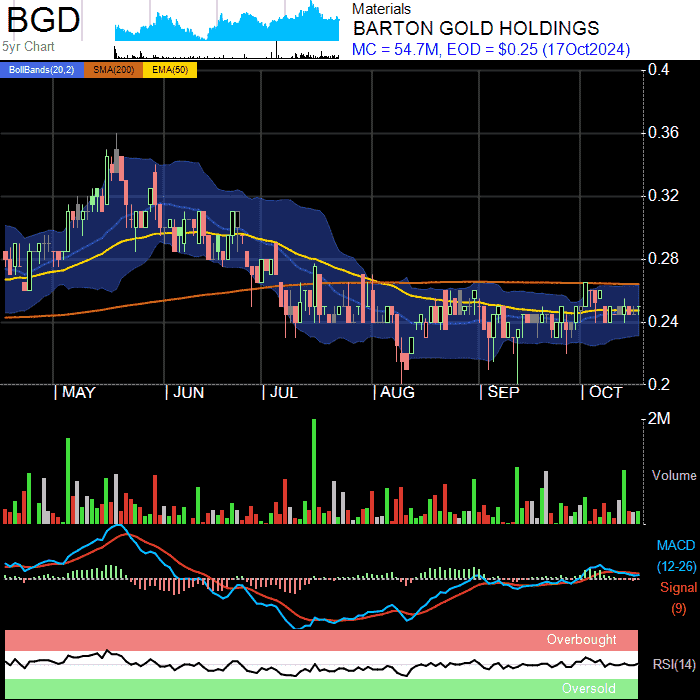 BGD
5yr Chart
Materials
BARTON GOLD HOLDINGS
MC = 54.7M, EOD = $0.25 (17Oct2024)
BollBands(20,2) SMA(200) EMA(50)
0.4
0.36
0.32
0.28
0.24
0.2
MAY JUN JUL AUG SEP OCT
2M
Volume
MACD
(12-26)
Signal
(9)
Overbought
RSI(14)
Oversold